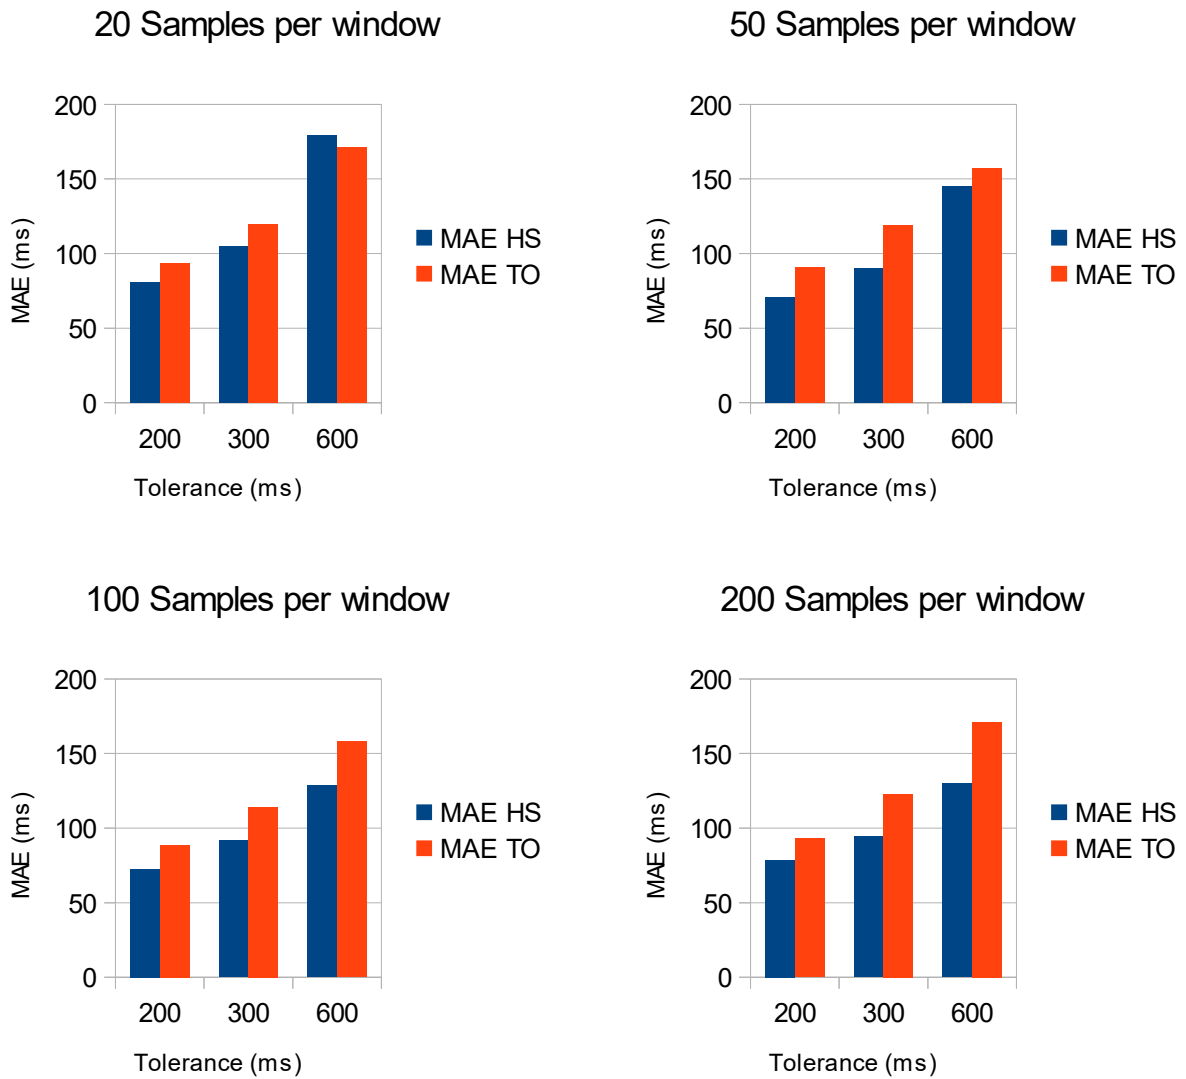 20 Samples per window
200
150
100
50
0
MAE (ms)
200 300 600
Tolerance (ms)
MAE HS
MAE TO
50 Samples per window
200
150
100
50
0
MAE (ms)
200 300 600
Tolerance (ms)
MAE HS
MAE TO
100 Samples per window
200
150
100
50
0
MAE (ms)
200 300 600
Tolerance (ms)
MAE HS
MAE TO
200 Samples per window
200
150
100
50
0
MAE (ms)
200 300 600
Tolerance (ms)
MAE HS
MAE TO